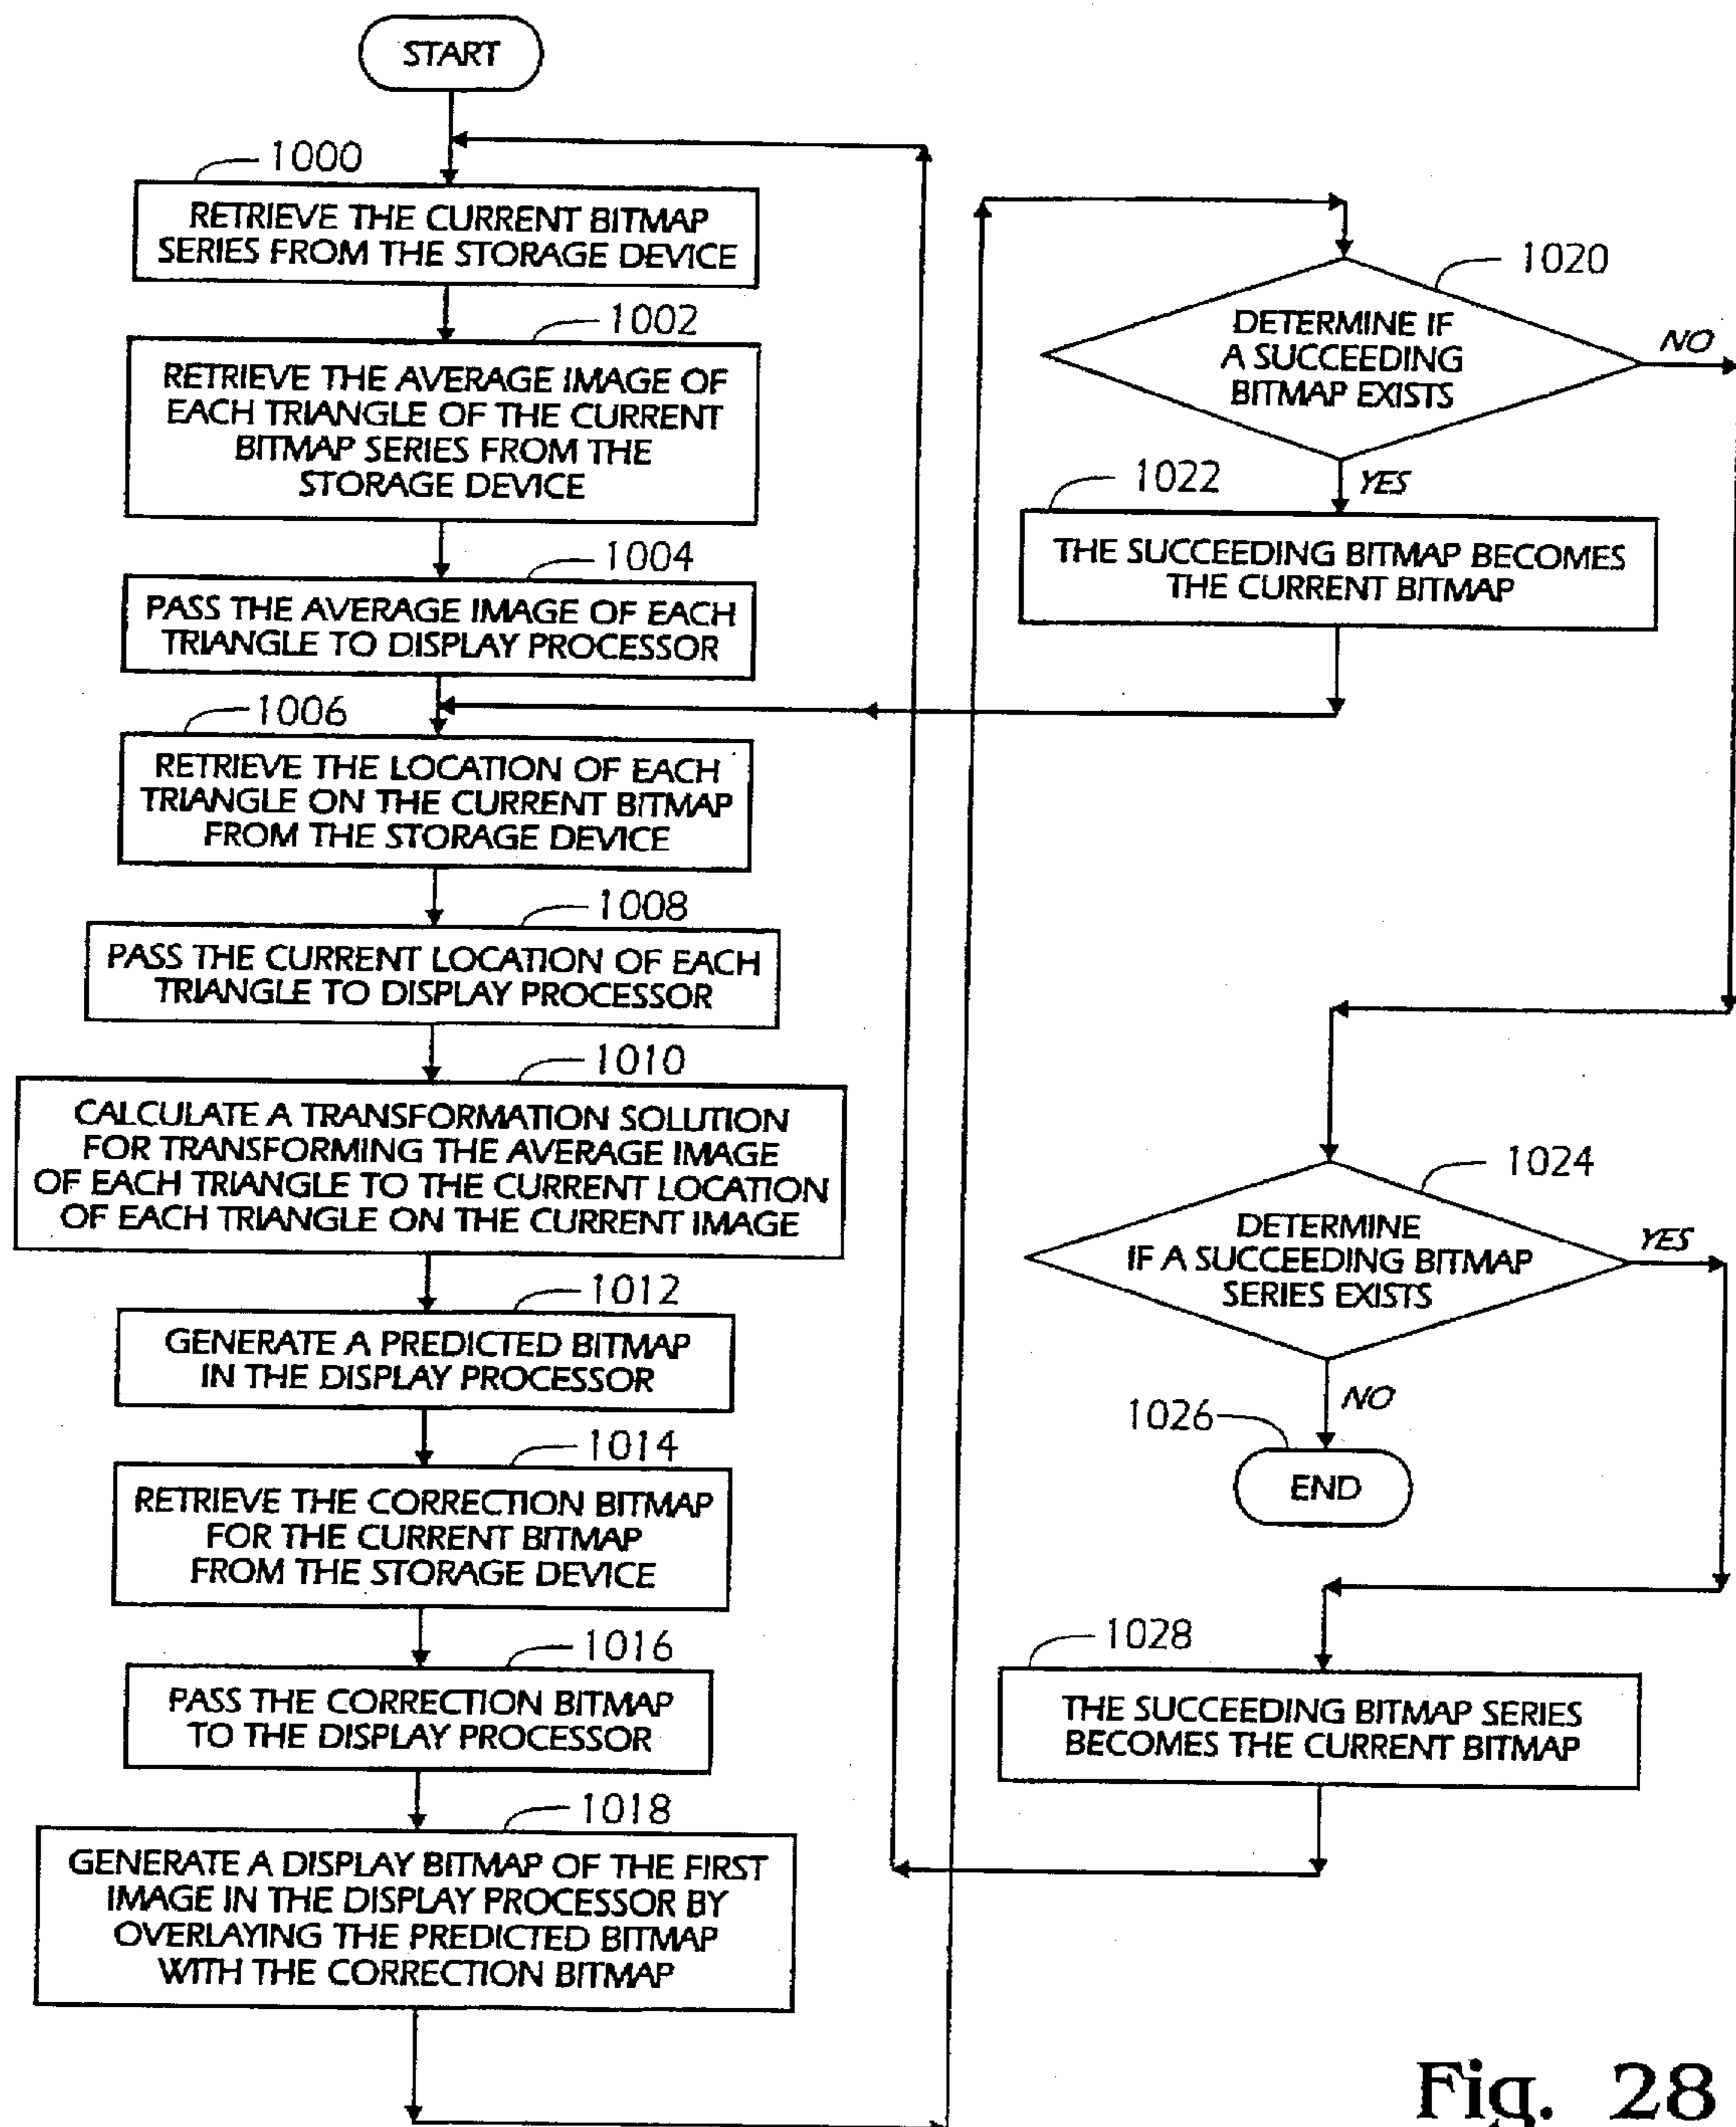 START
1000
RETRIEVE THE CURRENT BITMAP
SERIES FROM THE STORAGE DEVICE
1002
RETRIEVE THE AVERAGE IMAGE OF
EACH TRIANGLE OF THE CURRENT
BITMAP SERIES FROM THE
STORAGE DEVICE
1004
PASS THE AVERAGE IMAGE OF EACH
TRIANGLE TO DISPLAY PROCESSOR
1006
RETRIEVE THE LOCATION OF EACH
TRIANGLE ON THE CURRENT BITMAP
FROM THE STORAGE DEVICE
1008
PASS THE CURRENT LOCATION OF EACH
TRIANGLE TO DISPLAY PROCESSOR
1010
CALCULATE A TRANSFORMATION SOLUTION
FOR TRANSFORMING THE AVERAGE IMAGE
OF EACH TRIANGLE TO THE CURRENT LOCATION
OF EACH TRIANGLE ON THE CURRENT IMAGE
1012
GENERATE A PREDICTED BITMAP
IN THE DISPLAY PROCESSOR
1014
RETRIEVE THE CORRECTION BITMAP
FOR THE CURRENT BITMAP
FROM THE STORAGE DEVICE
1016
PASS THE CORRECTION BITMAP
TO THE DISPLAY PROCESSOR
1018
GENERATE A DISPLAY BITMAP OF THE FIRST
IMAGE IN THE DISPLAY PROCESSOR BY
OVERLAYING THE PREDICTED BITMAP
WITH THE CORRECTION BITMAP
1020
DETERMINE IF
A SUCCEEDING
BITMAP EXISTS
NO
YES
1022
THE SUCCEEDING BITMAP BECOMES
THE CURRENT BITMAP
1024
DETERMINE
IF A SUCCEEDING BITMAP
SERIES EXISTS
YES
NO
1026
END
1028
THE SUCCEEDING BITMAP SERIES
BECOMES THE CURRENT BITMAP
Fig. 28